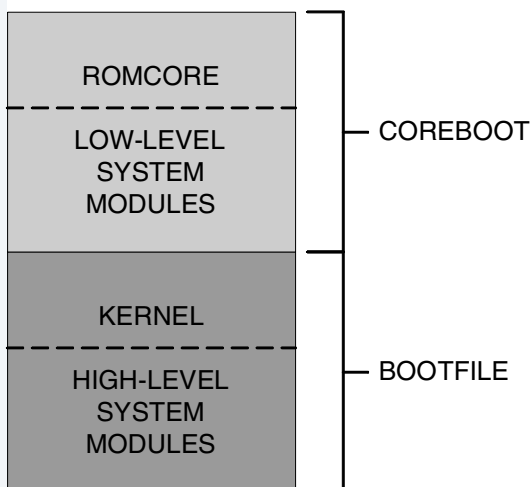 ROMCORE
LOW-LEVEL
SYSTEM
MODULES
COREBOOT
KERNEL
HIGH-LEVEL
SYSTEM
MODULES
BOOTFILE